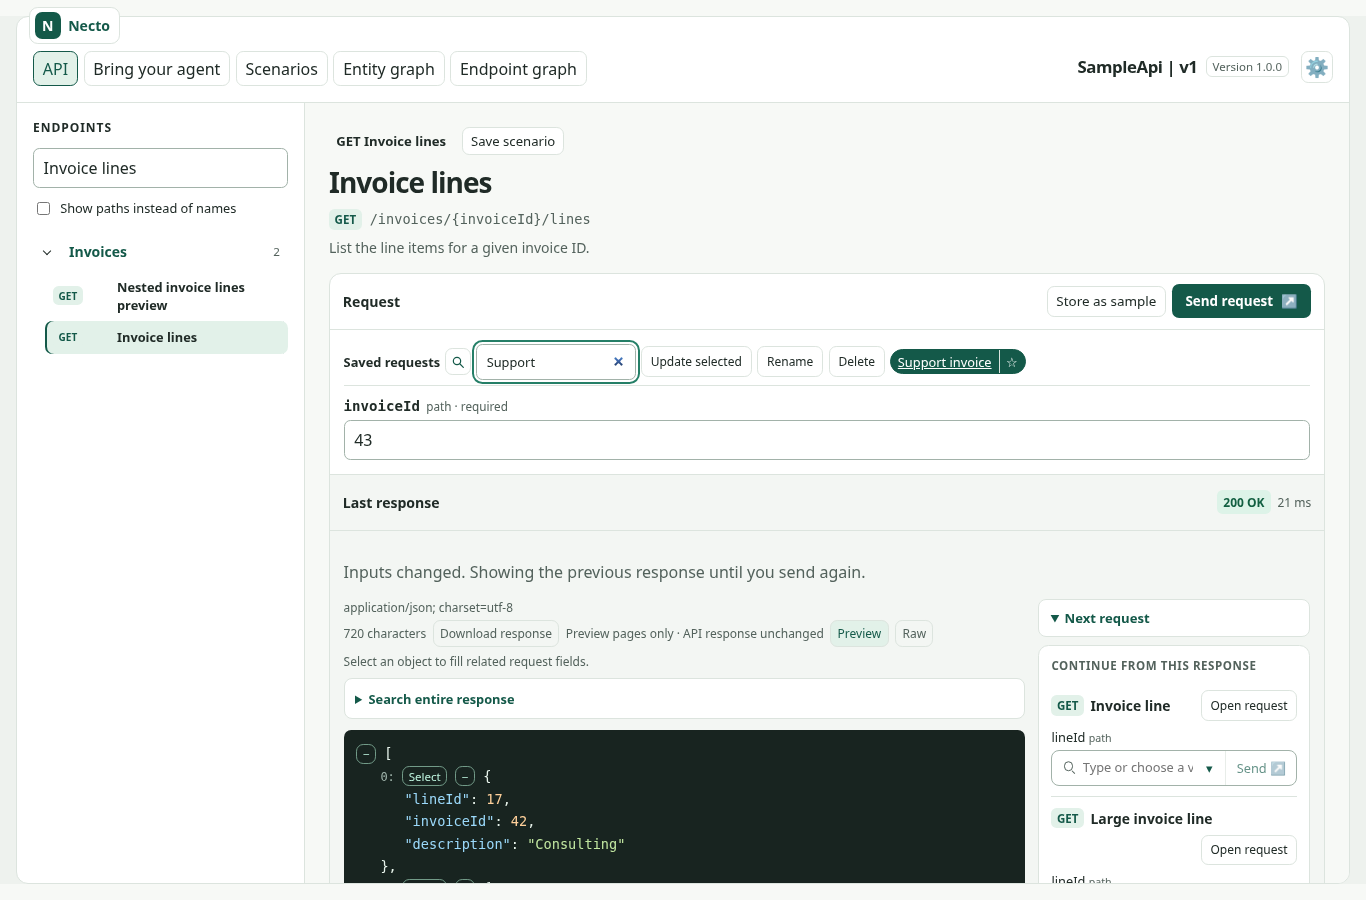 N Necto
API Bring your agent Scenarios Entity graph Endpoint graph
SampleApi | v1 Version 1.0.0
ENDPOINTS
Invoice lines
Show paths instead of names
Invoices 2
GET Nested invoice lines
preview
GET Invoice lines
GET Invoice lines Save scenario
Invoice lines
GET /invoices/{invoiceId}/lines
List the line items for a given invoice ID.
Request Store as sample Send request
Saved requests Support Update selected Rename Delete Support invoice
invoiceId path · required
43
Last response 200 OK 21 ms
Inputs changed. Showing the previous response until you send again.
application/json; charset=utf-8
720 characters Download response Preview pages only · API response unchanged Preview Raw
Select an object to fill related request fields.
Search entire response
[
0: Select {
"lineId": 17,
"invoiceId": 42,
"description": "Consulting"
},
Next request
CONTINUE FROM THIS RESPONSE
GET Invoice line Open request
lineId path
Type or choose a v Send
GET Large invoice line
Open request
lineId path